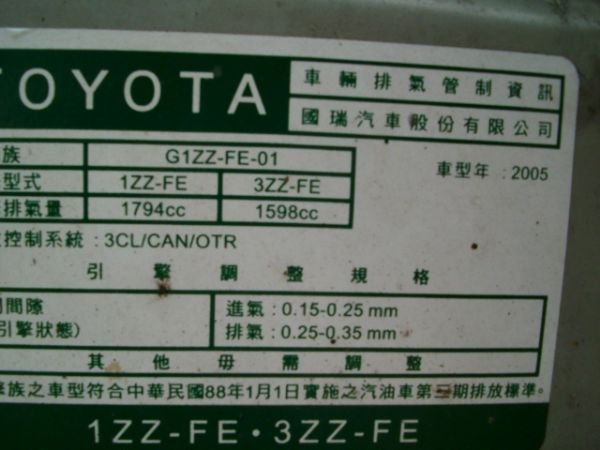 TOYOTA
車輛排氣管制資訊
國瑞汽車股份有限公司
族 G1ZZ-FE-01
車型年：2005
型式 1ZZ-FE 3ZZ-FE
排氣量 1794cc 1598cc
控制系統：3CL/CAN/OTR
引擎調整規格
間隙 進氣：0.15-0.25 mm
引擎狀態) 排氣：0.25-0.35 mm
其他毋需調整
族之車型符合中華民國88年1月1日實施之汽油車第三期排放標準。
1ZZ-FE·3ZZ-FE